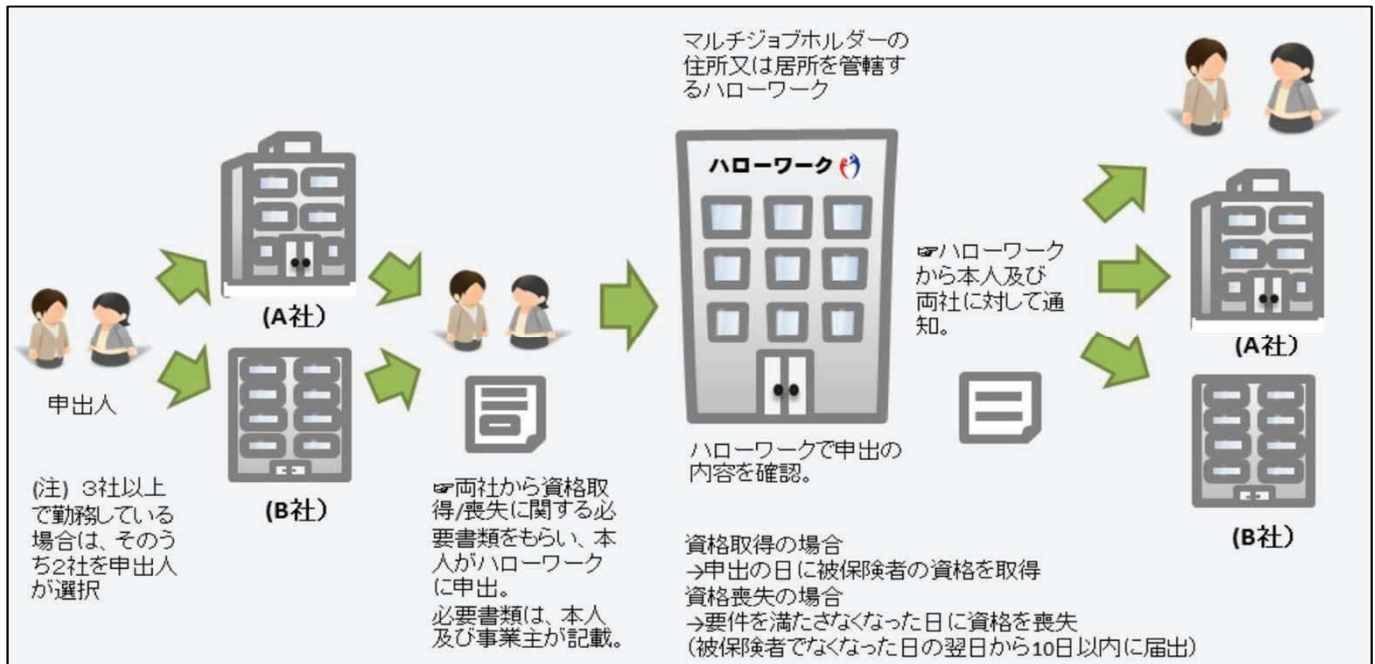 申出人
(注) 3社以上
で勤務している
場合は、そのう
ち2社を申出人
が選択
(A社)
(B社)
☞両社から資格取
得/喪失に関する必
要書類をもらい、本
人がハローワーク
に申出。
必要書類は、本人
及び事業主が記載。
マルチジョブホルダーの
住所又は居所を管轄す
るハローワーク
ハローワーク
ハローワークで申出の
内容を確認。
資格取得の場合
→申出の日に被保険者の資格を取得
資格喪失の場合
→要件を満たさなくなった日に資格を喪失
(被保険者でなくなった日の翌日から10日以内に届出)
☞ハローワーク
から本人及び
両社に対して通
知。
(A社)
(B社)